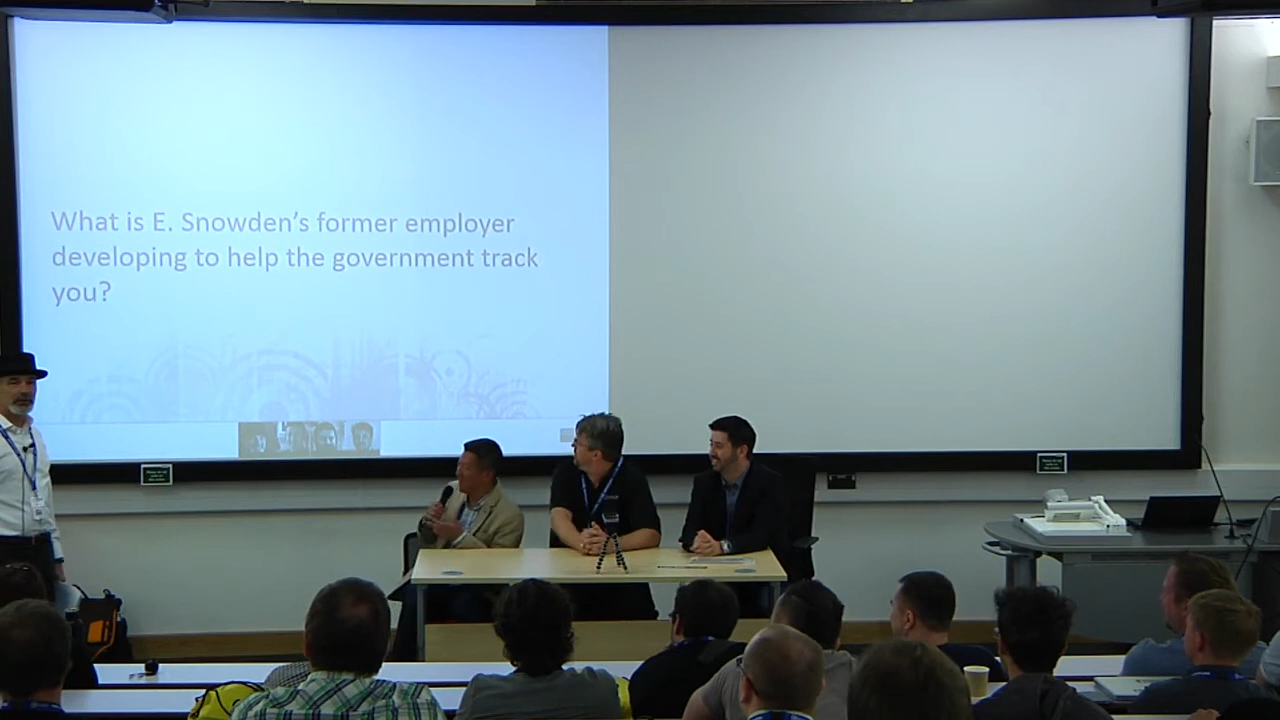 What is E. Snowden's former employer
developing to help the government track
you?